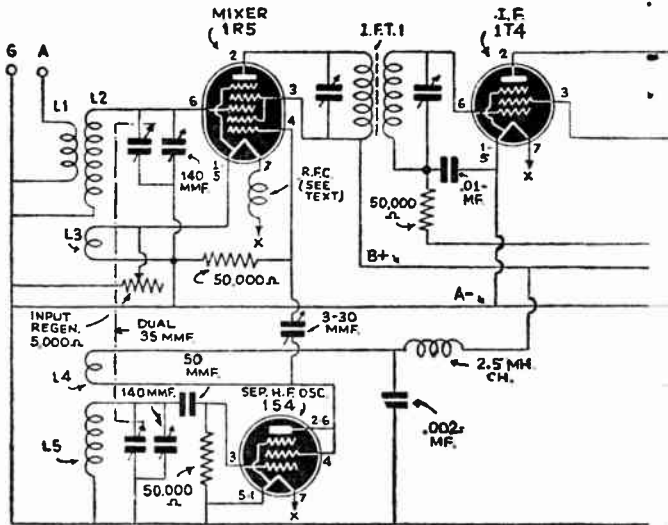 MIXER
1R5
I.F.T.1
I.F.
1T4
G A
2
2
L1 L2
6
3
4
6
3
1
5
7
1-
5
7
140
MMF.
R.F.C.
(SEE
TEXT)
X
X
.01-
MF.
50,000
Ω
L3
50,000Ω
B+
A-
INPUT
REGEN.
5,000Ω
DUAL
35 MMF.
3-30
MMF.
50
MMF.
2.5 MH.
CH.
L4
140MMF.
SEP. H.F. OSC.
1S4
2-6
.002
MF.
L5
3
4
50,000
Ω
5-1
7
X